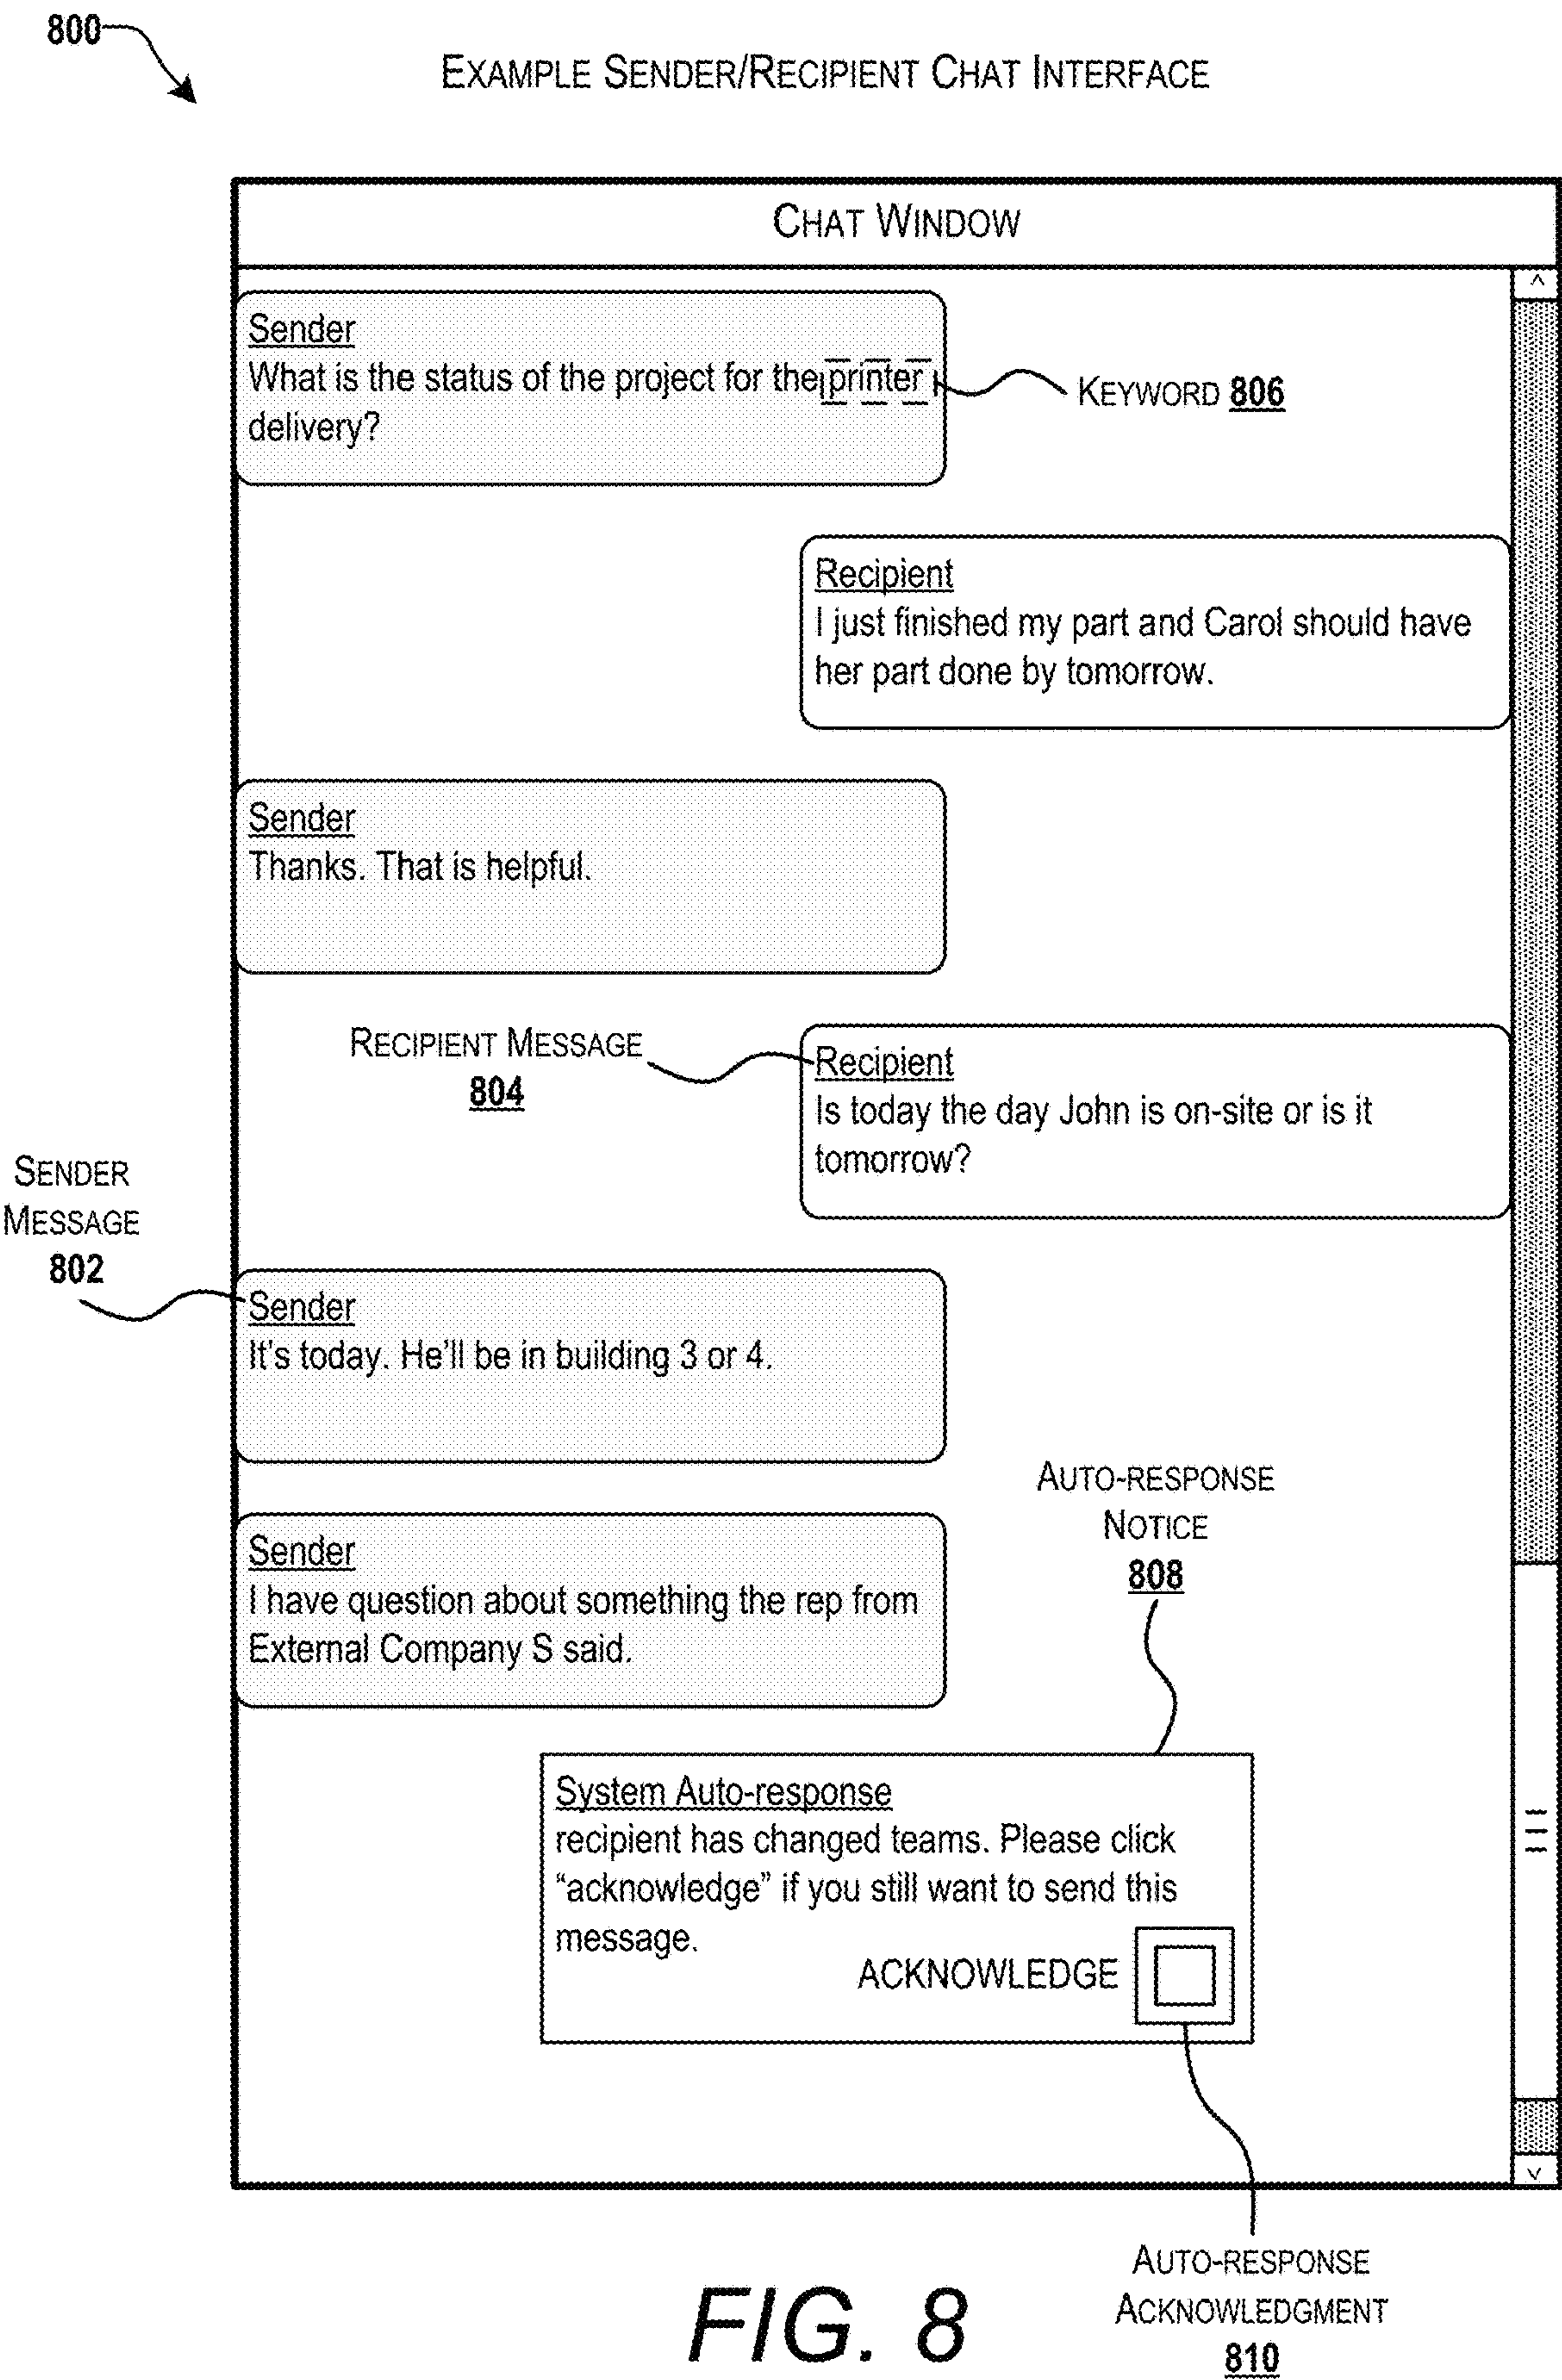 800
EXAMPLE SENDER/RECIPIENT CHAT INTERFACE
CHAT WINDOW
Sender
What is the status of the project for the printer
delivery?
KEYWORD 806
Recipient
I just finished my part and Carol should have
her part done by tomorrow.
Sender
Thanks. That is helpful.
RECIPIENT MESSAGE
804
Recipient
Is today the day John is on-site or is it
tomorrow?
SENDER
MESSAGE
802
Sender
It's today. He'll be in building 3 or 4.
AUTO-RESPONSE
NOTICE
808
Sender
I have question about something the rep from
External Company S said.
System Auto-response
recipient has changed teams. Please click
“acknowledge” if you still want to send this
message.
ACKNOWLEDGE
AUTO-RESPONSE
ACKNOWLEDGMENT
810
FIG. 8